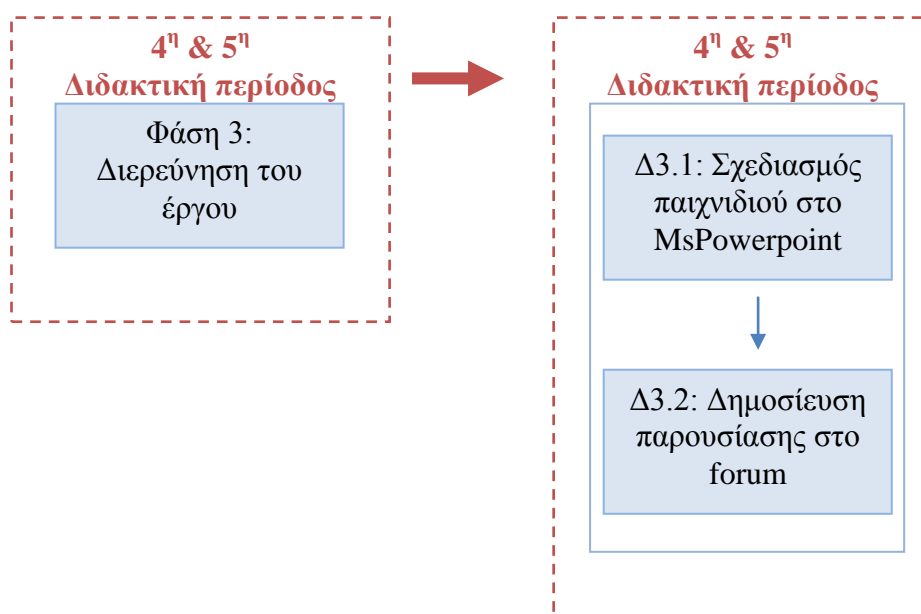 4η & 5η
Διδακτική περίοδος
Φάση 3:
Διερεύνηση του
έργου
4η & 5η
Διδακτική περίοδος
Δ3.1: Σχεδιασμός
παιχνιδιού στο
MsPowerpoint
Δ3.2: Δημοσίευση
παρουσίασης στο
forum